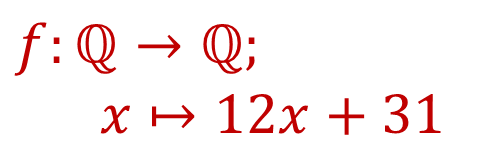 f: ℚ → ℚ;
x ↦ 12x + 31